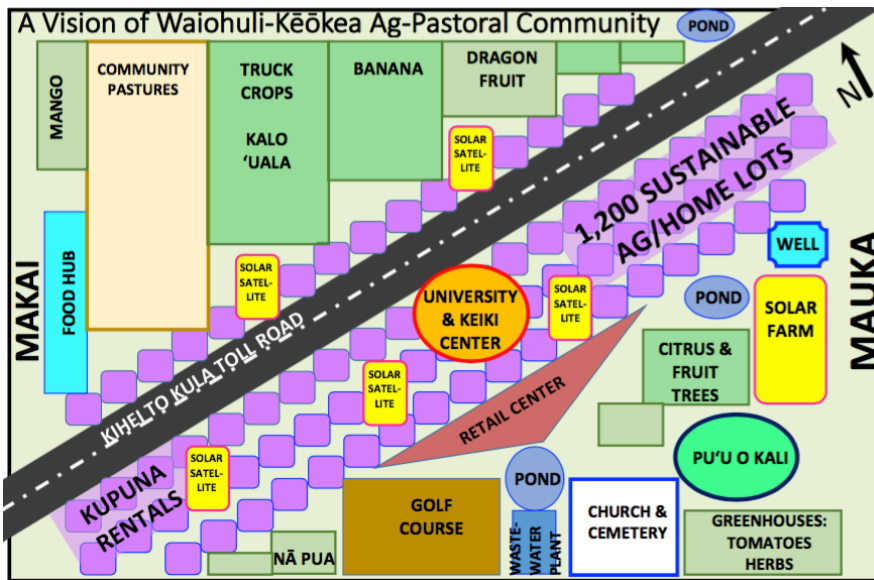 A Vision of Waiohuli-Kēōkea Ag-Pastoral Community
POND
N
MANGO
COMMUNITY
PASTURES
TRUCK
CROPS
KALO
ʻUALA
BANANA
DRAGON
FRUIT
SOLAR
SATEL-
LITE
1,200 SUSTAINABLE
AG/HOME LOTS
MAKAI
FOOD HUB
SOLAR
SATEL-
LITE
UNIVERSITY
& KEIKI
CENTER
SOLAR
SATEL-
LITE
WELL
POND
SOLAR
FARM
MAUKA
KIHEI TO KULA TOLL ROAD
SOLAR
SATEL-
LITE
RETAIL CENTER
CITRUS &
FRUIT
TREES
KUPUNA
RENTALS
SOLAR
SATEL-
LITE
PUʻU O KALI
POND
GOLF
COURSE
WASTE-
WATER
PLANT
CHURCH &
CEMETERY
GREENHOUSES:
TOMATOES
HERBS
NĀ PUA